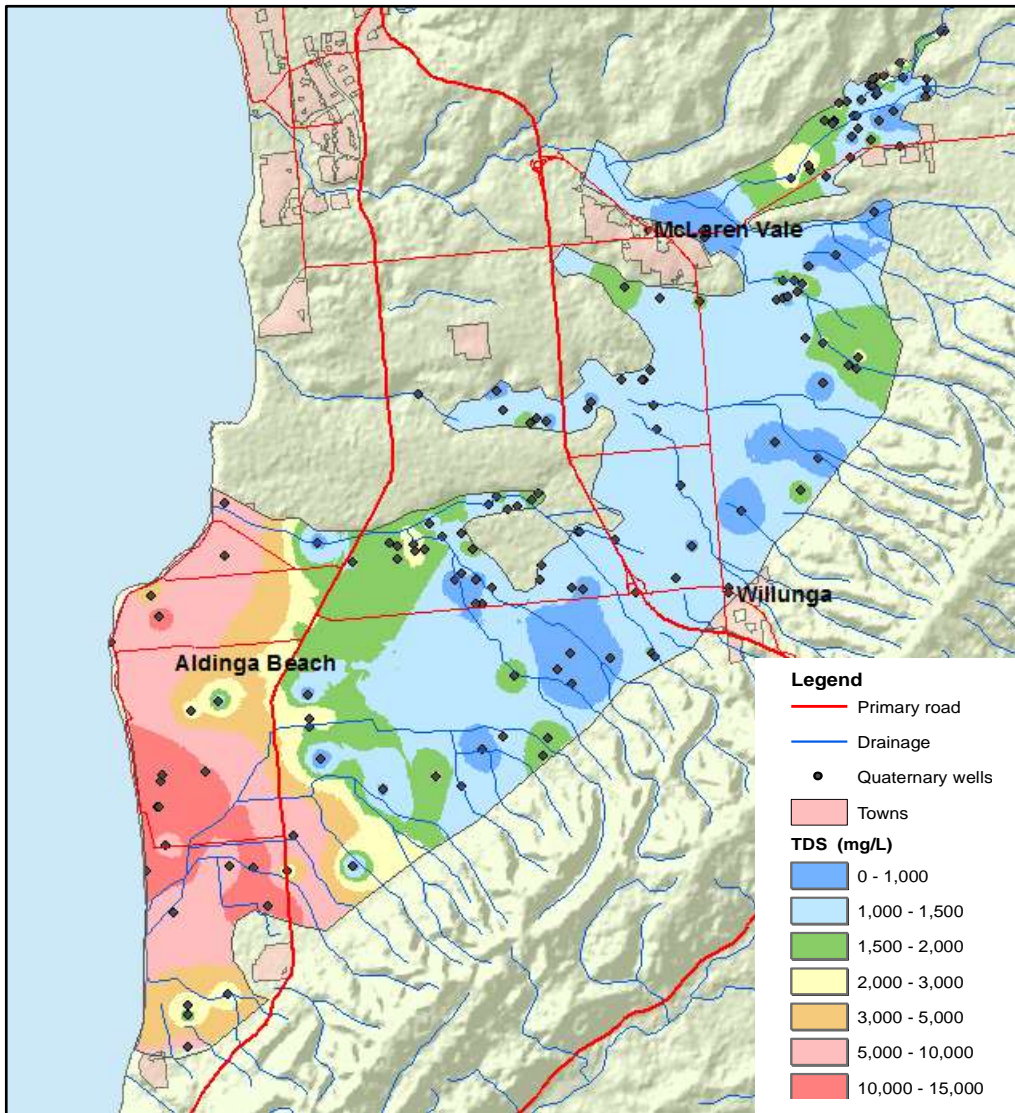 McLaren Vale
Willunga
Aldinga Beach
Legend
Primary road
Drainage
Quaternary wells
Towns
TDS (mg/L)
0 - 1,000
1,000 - 1,500
1,500 - 2,000
2,000 - 3,000
3,000 - 5,000
5,000 - 10,000
10,000 - 15,000